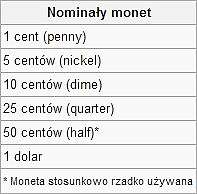 Nominały monet
1 cent (penny)
5 centów (nickel)
10 centów (dime)
25 centów (quarter)
50 centów (half)*
1 dolar
* Moneta stosunkowo rzadko używana